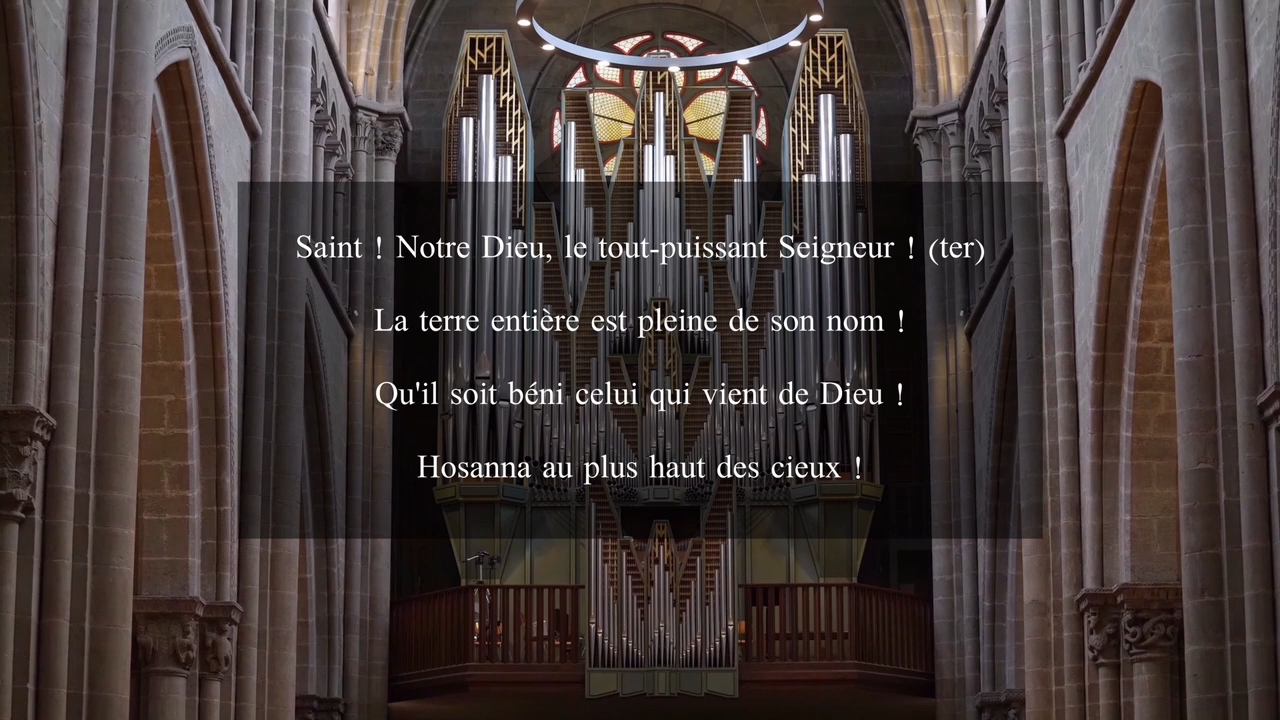 Saint ! Notre Dieu, le tout-puissant Seigneur ! (ter)
La terre entière est pleine de son nom !
Qu'il soit béni celui qui vient de Dieu !
Hosanna au plus haut des cieux !